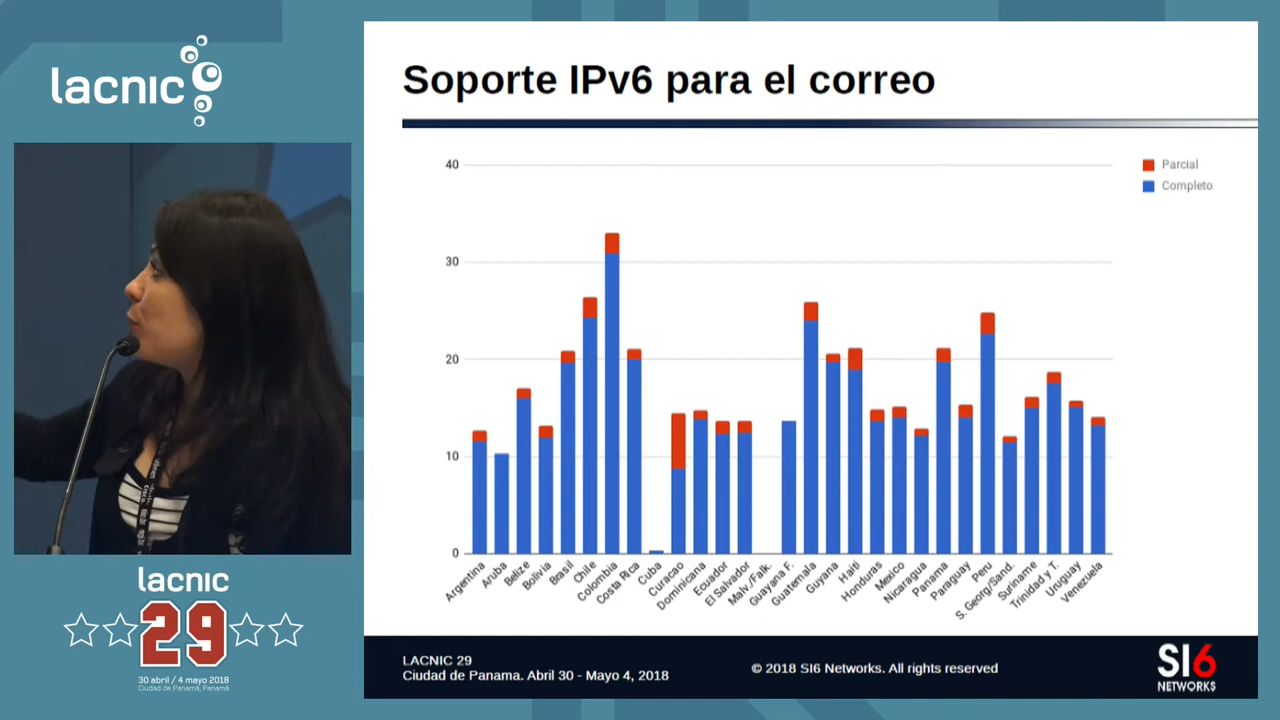 lacnic
Soporte IPv6 para el correo
40
30
20
10
0
Parcial
Completo
Argentina
Aruba
Belize
Bolivia
Brasil
Chile
Colombia
Costa Rica
Cuba
Curacao
Dominicana
Ecuador
El Salvador
Malv./Falk.
Guayana F.
Guatemala
Guyana
Haiti
Honduras
Mexico
Nicaragua
Panama
Paraguay
Peru
S. Georg/Sand.
Suriname
Trinidad y T.
Uruguay
Venezuela
lacnic
29
30 abril / 4 mayo 2018
Ciudad de Panamá, Panamá
LACNIC 29
Ciudad de Panama. Abril 30 - Mayo 4, 2018
© 2018 SI6 Networks. All rights reserved
SI6
NETWORKS